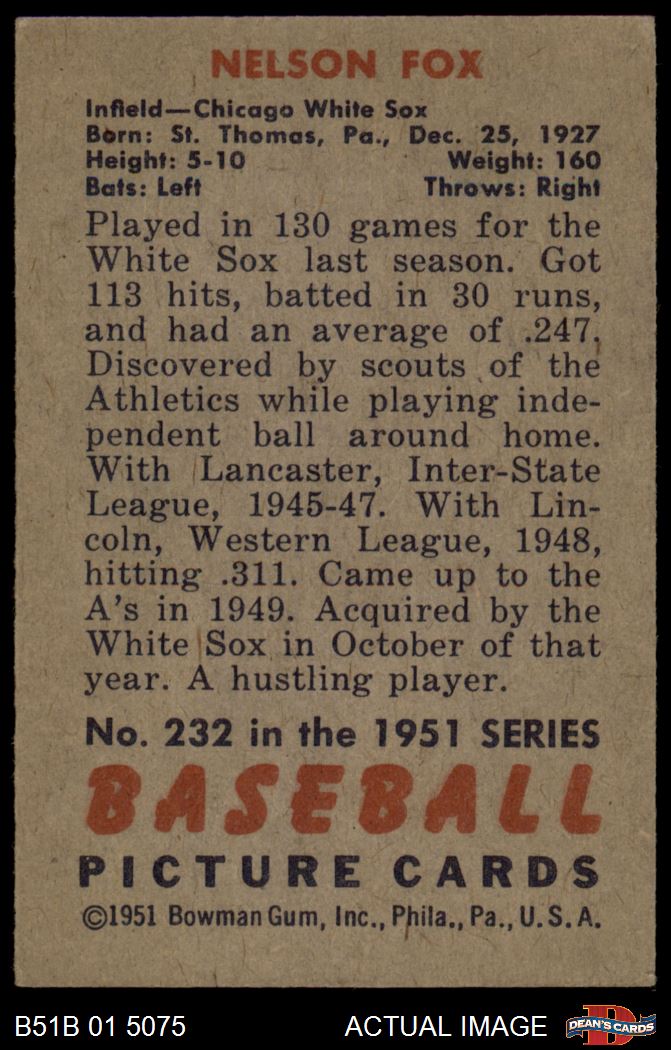 NELSON FOX
Infield—Chicago White Sox
Born: St. Thomas, Pa., Dec. 25, 1927
Height: 5-10 Weight: 160
Bats: Left Throws: Right
Played in 130 games for the
White Sox last season. Got
113 hits, batted in 30 runs,
and had an average of .247.
Discovered by scouts of the
Athletics while playing inde-
pendent ball around home.
With Lancaster, Inter-State
League, 1945-47. With Lin-
coln, Western League, 1948,
hitting .311. Came up to the
A's in 1949. Acquired by the
White Sox in October of that
year. A hustling player.
No. 232 in the 1951 SERIES
BASEBALL
PICTURE CARDS
©1951 Bowman Gum, Inc., Phila., Pa., U.S.A.
B51B 01 5075 ACTUAL IMAGE
D
DEAN'S CARDS